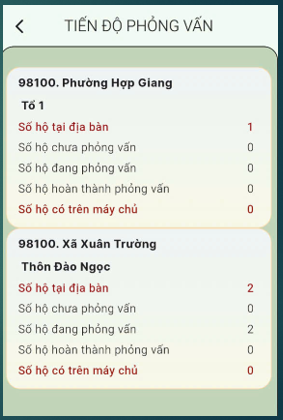 TIẾN ĐỘ PHỎNG VẤN
98100. Phường Hợp Giang
Tổ 1
Số hộ tại địa bàn 1
Số hộ chưa phỏng vấn 0
Số hộ đang phỏng vấn 0
Số hộ hoàn thành phỏng vấn 0
Số hộ có trên máy chủ 0
98100. Xã Xuân Trường
Thôn Đào Ngọc
Số hộ tại địa bàn 2
Số hộ chưa phỏng vấn 0
Số hộ đang phỏng vấn 2
Số hộ hoàn thành phỏng vấn 0
Số hộ có trên máy chủ 0